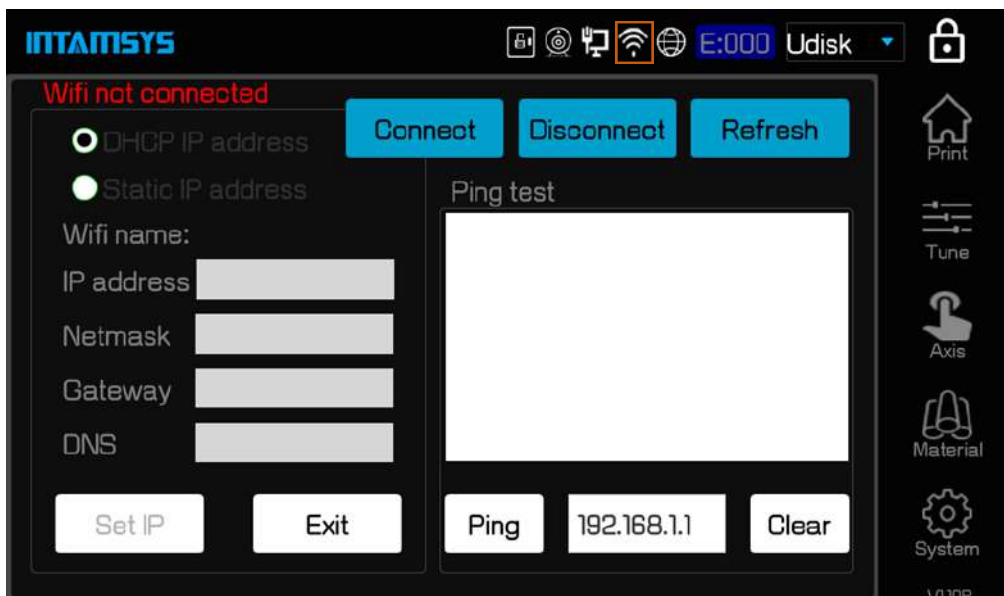 INTAMSYS
E:000 Udisk
Wifi not connected
Connect Disconnect Refresh
DHCP IP address
Static IP address
Ping test
Wifi name:
IP address
Netmask
Gateway
DNS
Set IP Exit
Ping 192.168.1.1 Clear
Print
Tune
Axis
Material
System